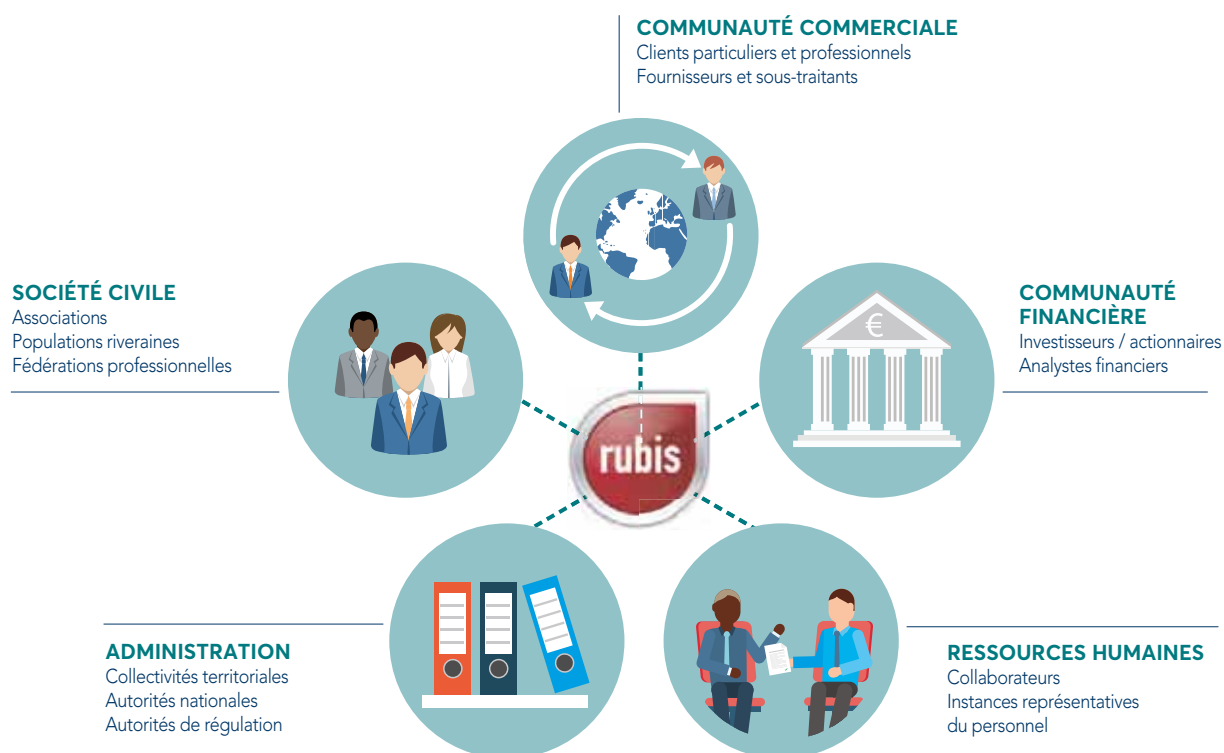 COMMUNAUTÉ COMMERCIALE
Clients particuliers et professionnels
Fournisseurs et sous-traitants
SOCIÉTÉ CIVILE
Associations
Populations riveraines
Fédérations professionnelles
COMMUNAUTÉ
FINANCIÈRE
Investisseurs / actionnaires
Analystes financiers
€
rubis
ADMINISTRATION
Collectivités territoriales
Autorités nationales
Autorités de régulation
RESSOURCES HUMAINES
Collaborateurs
Instances représentatives
du personnel